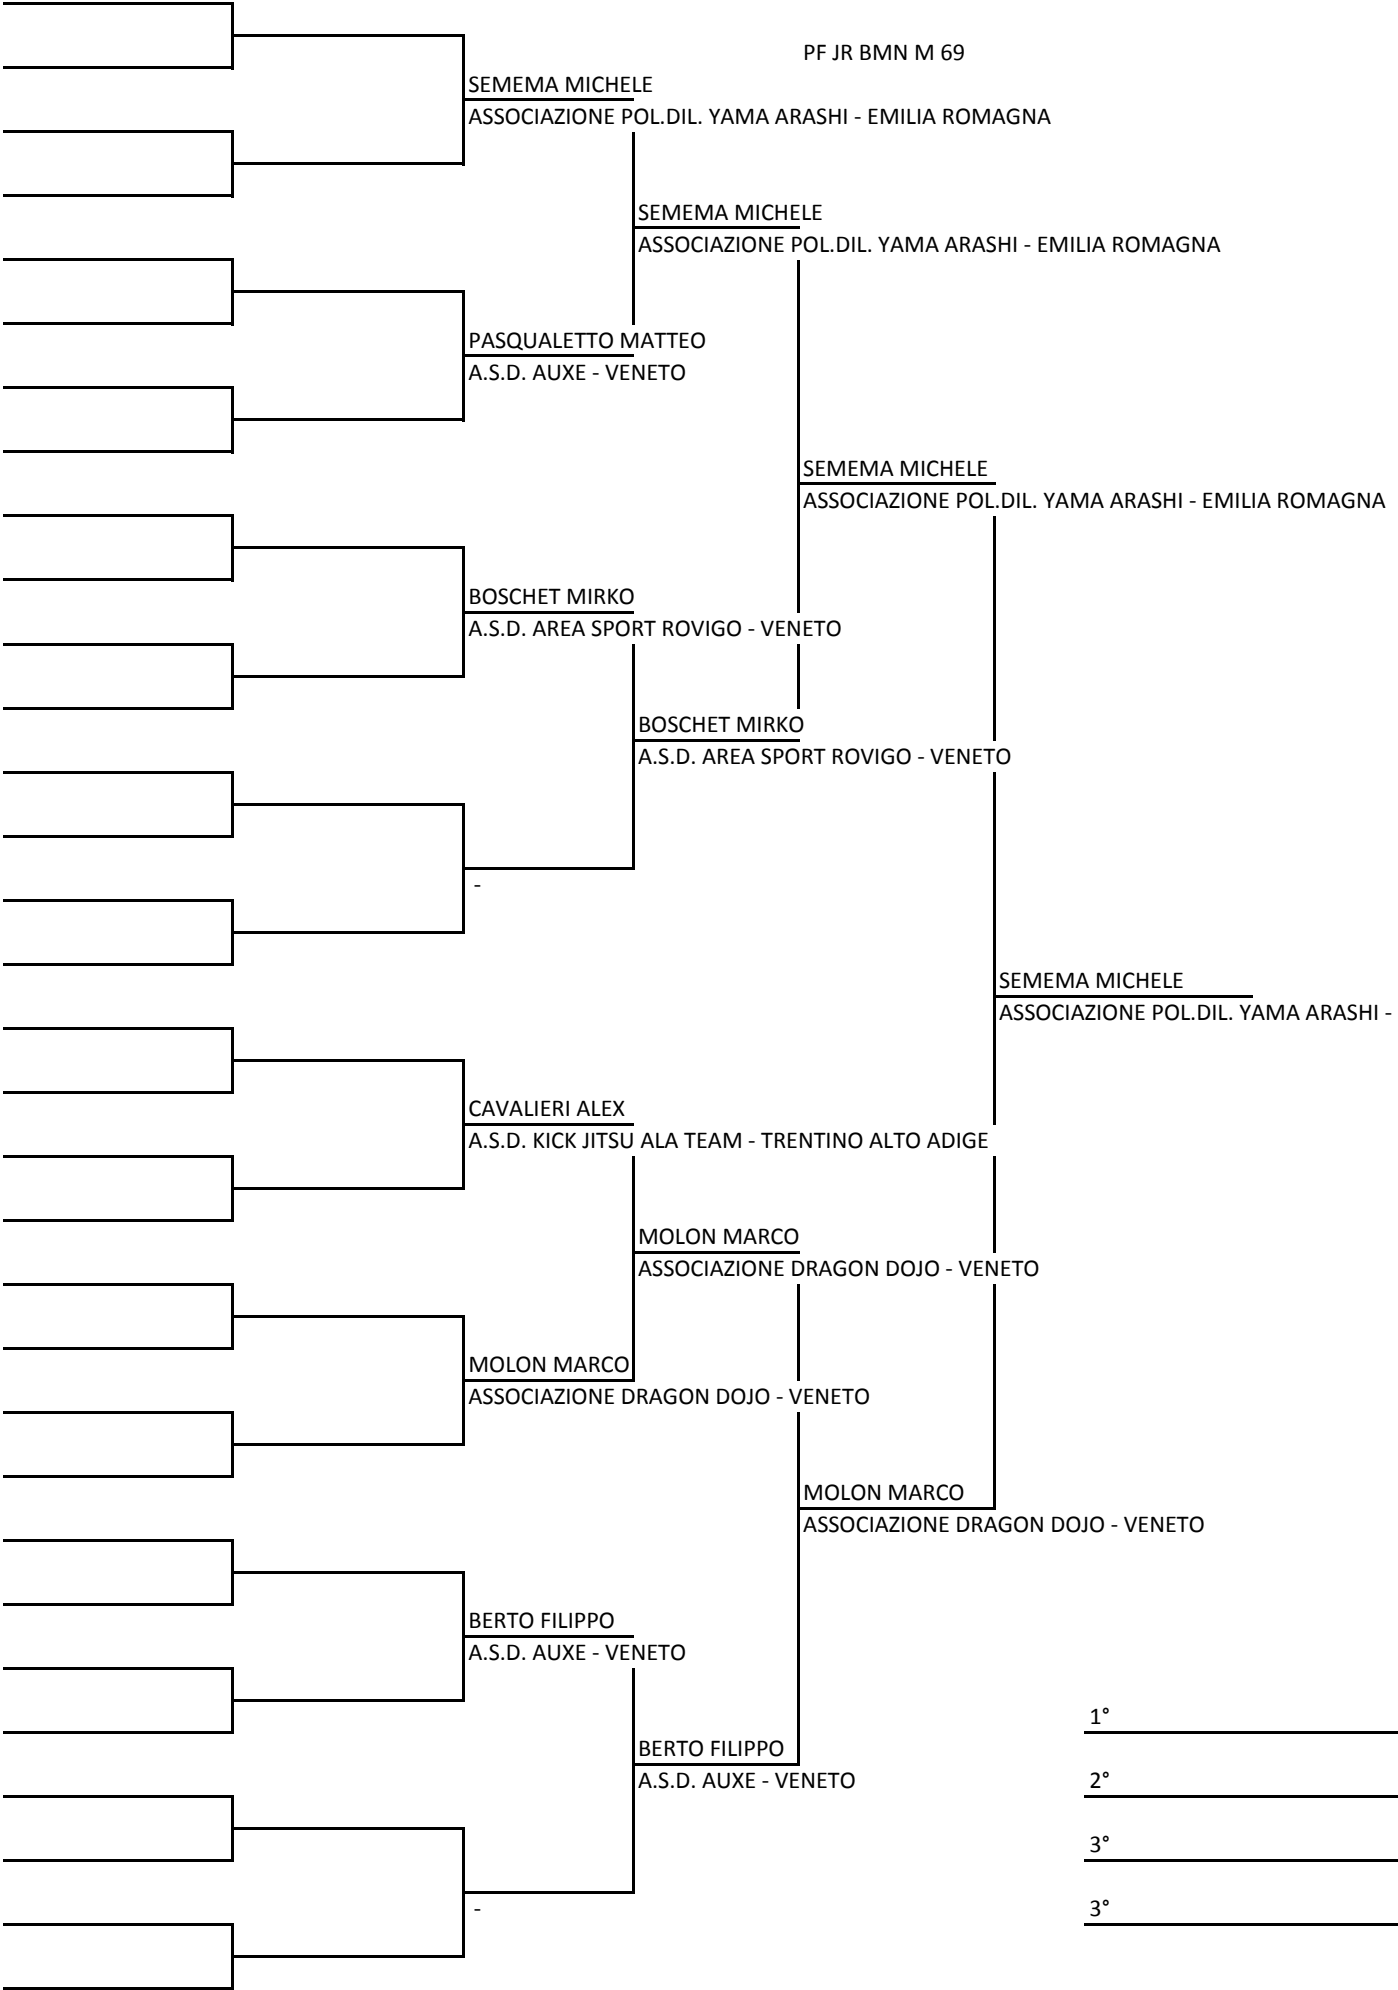 PF JR BMN M 69
SEMEMA MICHELE
ASSOCIAZIONE POL.DIL. YAMA ARASHI - EMILIA ROMAGNA
SEMEMA MICHELE
ASSOCIAZIONE POL.DIL. YAMA ARASHI - EMILIA ROMAGNA
PASQUALETTO MATTEO
A.S.D. AUXE - VENETO
SEMEMA MICHELE
ASSOCIAZIONE POL.DIL. YAMA ARASHI - EMILIA ROMAGNA
BOSCHET MIRKO
A.S.D. AREA SPORT ROVIGO - VENETO
BOSCHET MIRKO
A.S.D. AREA SPORT ROVIGO - VENETO
-
SEMEMA MICHELE
ASSOCIAZIONE POL.DIL. YAMA ARASHI -
CAVALIERI ALEX
A.S.D. KICK JITSU ALA TEAM - TRENTINO ALTO ADIGE
MOLON MARCO
ASSOCIAZIONE DRAGON DOJO - VENETO
MOLON MARCO
ASSOCIAZIONE DRAGON DOJO - VENETO
MOLON MARCO
ASSOCIAZIONE DRAGON DOJO - VENETO
BERTO FILIPPO
A.S.D. AUXE - VENETO
BERTO FILIPPO
A.S.D. AUXE - VENETO
-
1°
2°
3°
3°